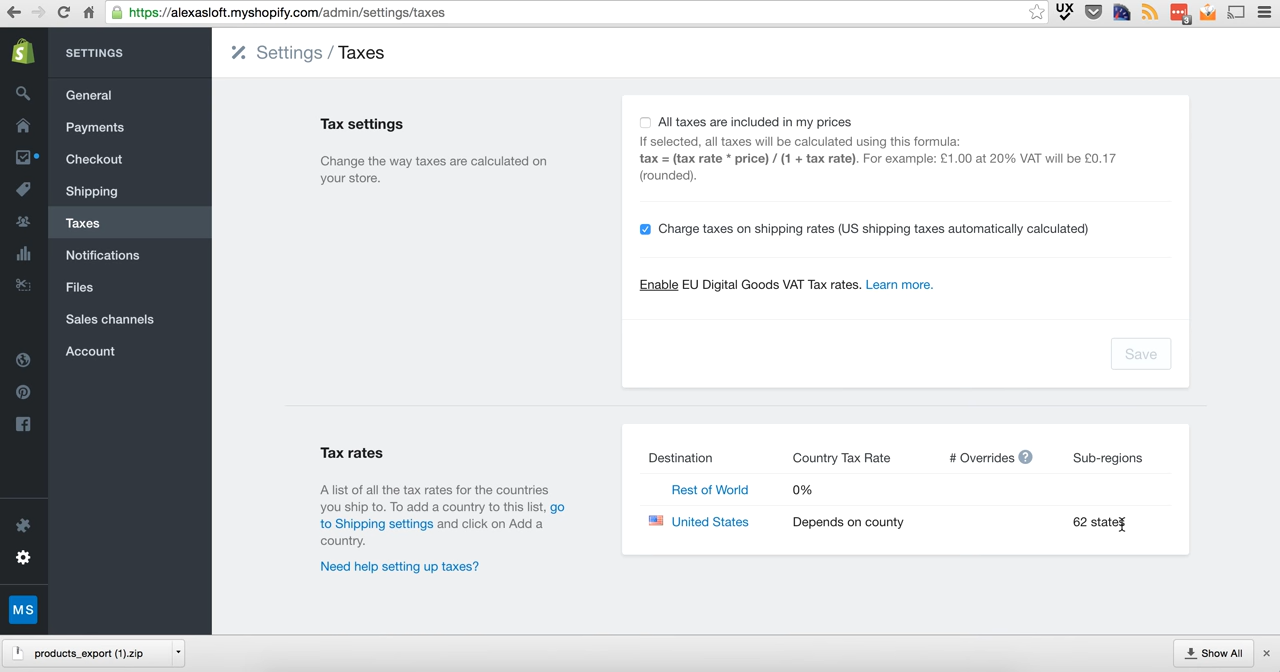 https://alexasloft.myshopify.com/admin/settings/taxes
UX
3
SETTINGS
Settings / Taxes
General
Payments
Checkout
Shipping
Taxes
Notifications
Files
Sales channels
Account
MS
Tax settings
Change the way taxes are calculated on
your store.
All taxes are included in my prices
If selected, all taxes will be calculated using this formula:
tax = (tax rate * price) / (1 + tax rate). For example: £1.00 at 20% VAT will be £0.17
(rounded).
Charge taxes on shipping rates (US shipping taxes automatically calculated)
Enable EU Digital Goods VAT Tax rates. Learn more.
Save
Tax rates
A list of all the tax rates for the countries
you ship to. To add a country to this list, go
to Shipping settings and click on Add a
country.
Need help setting up taxes?
Destination Country Tax Rate # Overrides ? Sub-regions
Rest of World 0%
United States Depends on county 62 states
products_export (1).zip
Show All